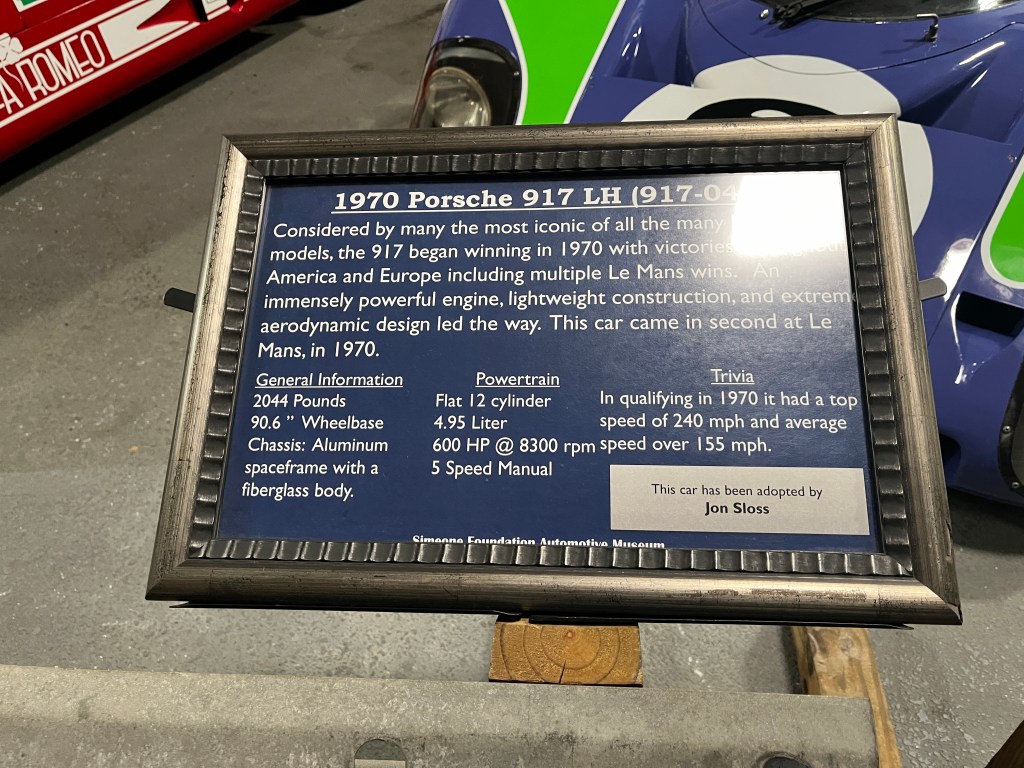 A ROMEO
1970 Porsche 917 LH (917-04
Considered by many the most iconic of all the many
models, the 917 began winning in 1970 with victories
America and Europe including multiple Le Mans wins. An
immensely powerful engine, lightweight construction, and extrem
aerodynamic design led the way. This car came in second at Le
Mans, in 1970.
General Information
2044 Pounds
90.6 ” Wheelbase
Chassis: Aluminum
spaceframe with a
fiberglass body.
Powertrain
Flat 12 cylinder
4.95 Liter
600 HP @ 8300 rpm
5 Speed Manual
Trivia
In qualifying in 1970 it had a top
speed of 240 mph and average
speed over 155 mph.
This car has been adopted by
Jon Sloss
Simeone Foundation Automotive Museum